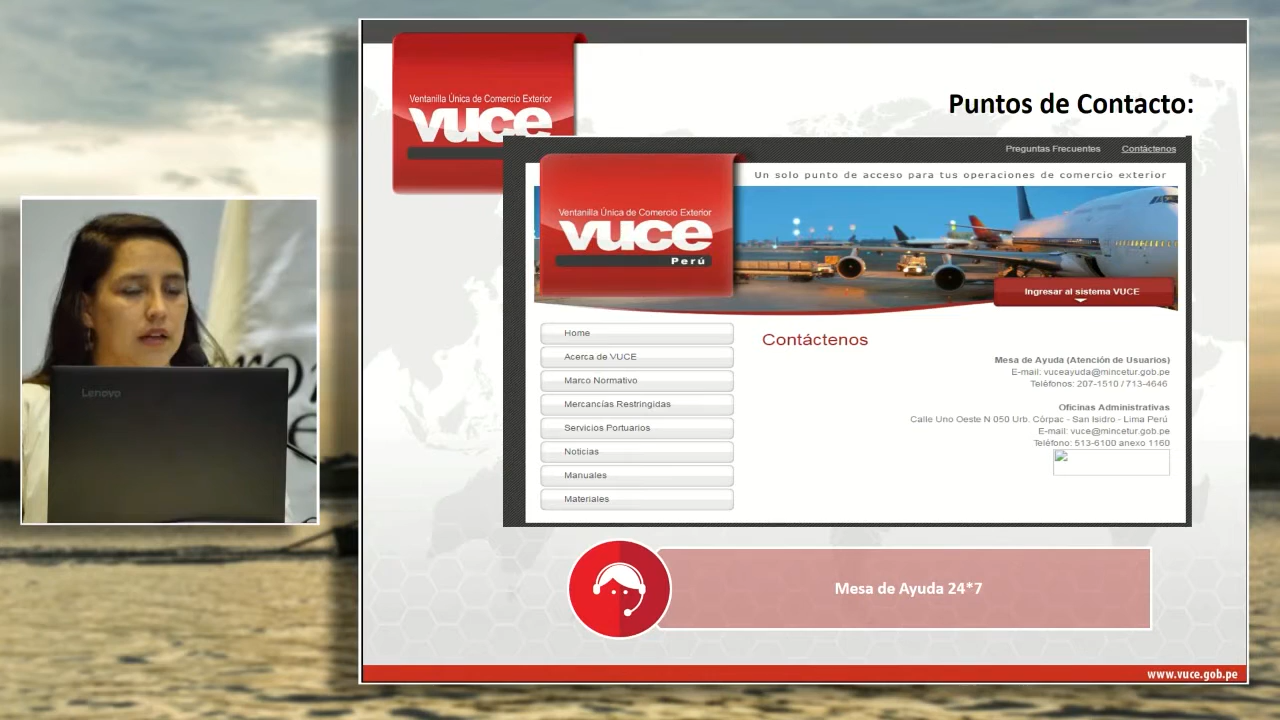 Ventanilla Única de Comercio Exterior
vuce
Puntos de Contacto:
Preguntas Frecuentes
Contáctenos
Un solo punto de acceso para tus operaciones de comercio exterior
Ventanilla Única de Comercio Exterior
vuce
Perú
Ingresar al sistema VUCE
Home
Acerca de VUCE
Marco Normativo
Mercancías Restringidas
Servicios Portuarios
Noticias
Manuales
Materiales
Contáctenos
Mesa de Ayuda (Atención de Usuarios)
E-mail: vuceayuda@mincetur.gob.pe
Teléfonos: 207-1510 / 713-4646
Oficinas Administrativas
Calle Uno Oeste N 050 Urb. Córpac - San Isidro - Lima Perú
E-mail: vuce@mincetur.gob.pe
Teléfono: 513-6100 anexo 1160
Mesa de Ayuda 24*7
www.vuce.gob.pe
Lenovo